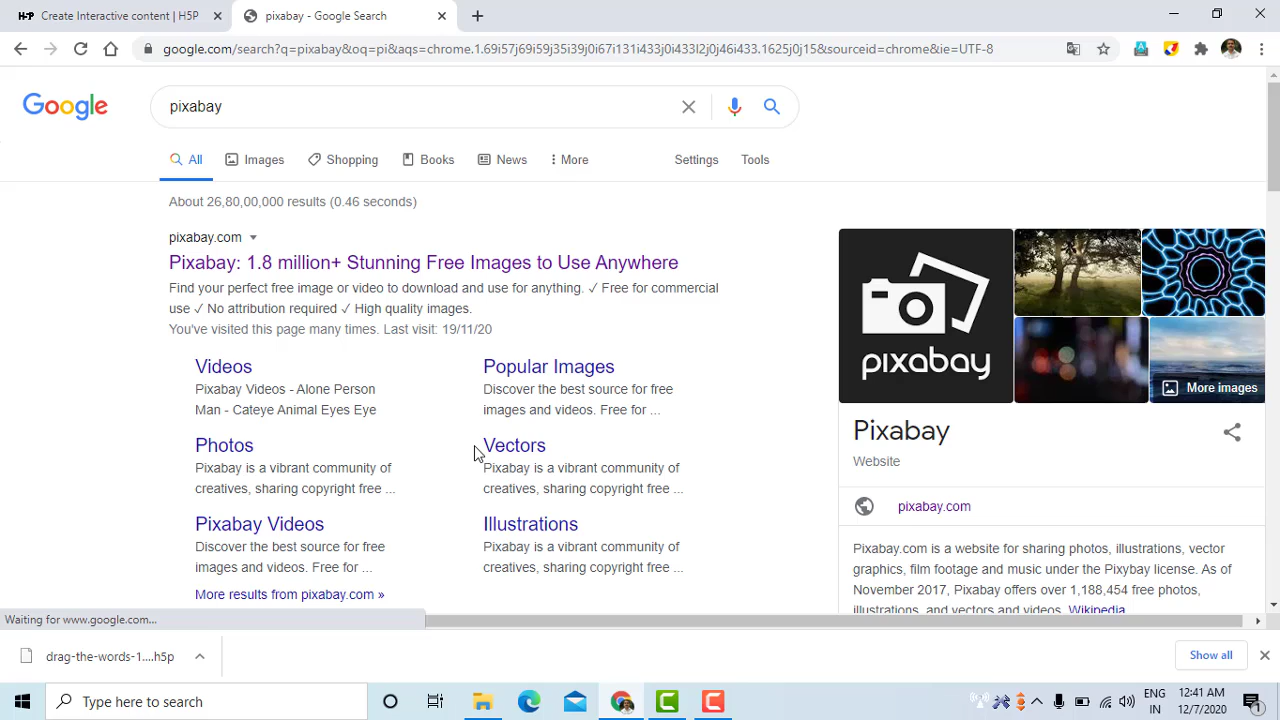 H-P Create Interactive content | H5P
pixabay - Google Search
google.com/search?q=pixabay&oq=pi&aqs=chrome.1.69i57j69i59j35i39j0i67i131i433j0i433l2j0j46i433.1625j0j15&sourceid=chrome&ie=UTF-8
Google
pixabay
All Images Shopping Books News More Settings Tools
About 26,80,00,000 results (0.46 seconds)
pixabay.com
Pixabay: 1.8 million+ Stunning Free Images to Use Anywhere
Find your perfect free image or video to download and use for anything. ✓ Free for commercial
use ✓ No attribution required ✓ High quality images.
You've visited this page many times. Last visit: 19/11/20
Videos
Pixabay Videos - Alone Person
Man - Cateye Animal Eyes Eye
Popular Images
Discover the best source for free
images and videos. Free for ...
Photos
Pixabay is a vibrant community of
creatives, sharing copyright free ...
Vectors
Pixabay is a vibrant community of
creatives, sharing copyright free ...
Pixabay Videos
Discover the best source for free
images and videos. Free for ...
Illustrations
Pixabay is a vibrant community of
creatives, sharing copyright free ...
More results from pixabay.com »
pixabay
More images
Pixabay
Website
pixabay.com
Pixabay.com is a website for sharing photos, illustrations, vector
graphics, film footage and music under the Pixybay license. As of
November 2017, Pixabay offers over 1,188,454 free photos,
illustrations, and vectors and videos. Wikipedia
Waiting for www.google.com...
drag-the-words-1....h5p
Show all
Type here to search
ENG
IN
12:41 AM
12/7/2020
1